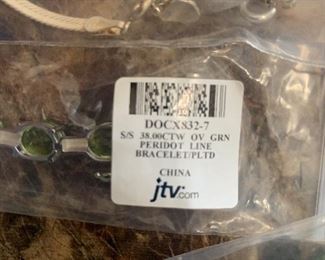 DOCX832-7
S/S 38.00CTW OV GRN
PERIDOT LINE
BRACELET/PLTD
CHINA
jtv.com